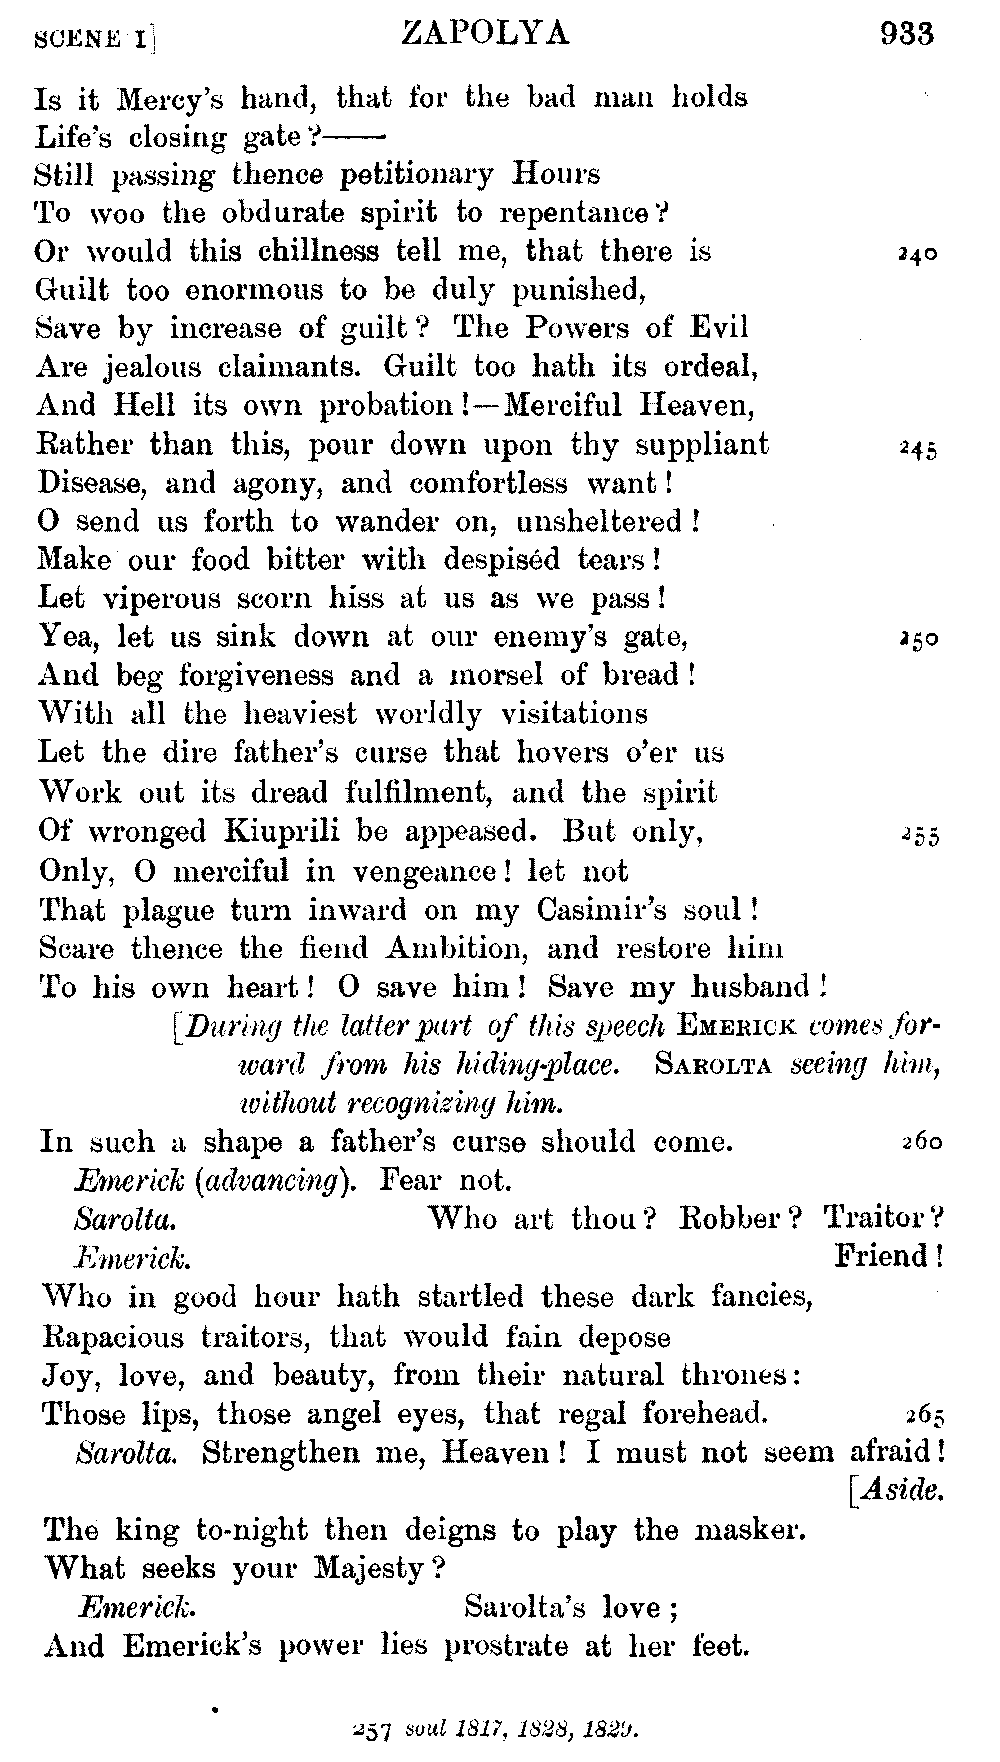 SCENE I] ZAPOLYA 933
Is it Mercy's hand, that for the bad man holds
Life's closing gate?——
Still passing thence petitionary Hours
To woo the obdurate spirit to repentance?
Or would this chillness tell me, that there is 240
Guilt too enormous to be duly punished,
Save by increase of guilt? The Powers of Evil
Are jealous claimants. Guilt too hath its ordeal,
And Hell its own probation!—Merciful Heaven,
Rather than this, pour down upon thy suppliant 245
Disease, and agony, and comfortless want!
O send us forth to wander on, unsheltered!
Make our food bitter with despiséd tears!
Let viperous scorn hiss at us as we pass!
Yea, let us sink down at our enemy's gate, 250
And beg forgiveness and a morsel of bread!
With all the heaviest worldly visitations
Let the dire father's curse that hovers o'er us
Work out its dread fulfilment, and the spirit
Of wronged Kiuprili be appeased. But only, 255
Only, O merciful in vengeance! let not
That plague turn inward on my Casimir's soul!
Scare thence the fiend Ambition, and restore him
To his own heart! O save him! Save my husband!
[During the latter part of this speech EMERICK comes for-
ward from his hiding-place. SAROLTA seeing him,
without recognizing him.
In such a shape a father's curse should come. 260
Emerick (advancing). Fear not.
Sarolta. Who art thou? Robber? Traitor?
Emerick. Friend!
Who in good hour hath startled these dark fancies,
Rapacious traitors, that would fain depose
Joy, love, and beauty, from their natural thrones:
Those lips, those angel eyes, that regal forehead. 265
Sarolta. Strengthen me, Heaven! I must not seem afraid!
[Aside.
The king to-night then deigns to play the masker.
What seeks your Majesty?
Emerick. Sarolta's love;
And Emerick's power lies prostrate at her feet.
257 soul 1817, 1828, 1829.